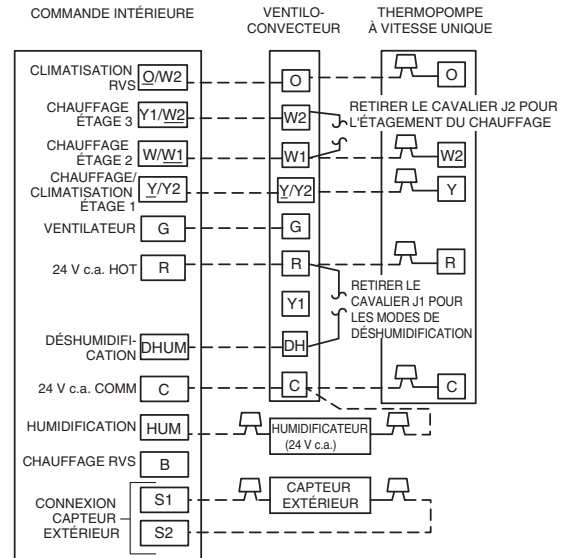 COMMANDE INTÉRIEURE
VENTILO-
CONVECTEUR
THERMOPOMPE
À VITESSE UNIQUE
CLIMATISATION
RVS
O/W2
O
O
CHAUFFAGE
ÉTAGE 3
Y1/W2
W2
RETIRER LE CAVALIER J2 POUR
L'ÉTAGEMENT DU CHAUFFAGE
CHAUFFAGE
ÉTAGE 2
W/W1
W1
W2
CHAUFFAGE/
CLIMATISATION
ÉTAGE 1
Y/Y2
Y/Y2
Y
VENTILATEUR
G
G
24 V c.a. HOT
R
R
R
Y1
RETIRER LE
CAVALIER J1 POUR
LES MODES DE
DÉSHUMIDIFICATION
DÉSHUMIDIFI-
CATION
DHUM
DH
24 V c.a. COMM
C
C
C
HUMIDIFICATION
HUM
HUMIDIFICATEUR
(24 V c.a.)
CHAUFFAGE RVS
B
CONNEXION
CAPTEUR
EXTÉRIEUR
S1
S2
CAPTEUR
EXTÉRIEUR